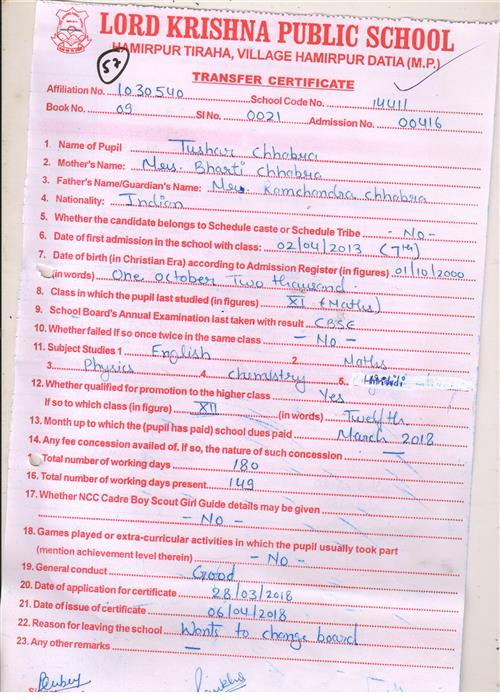 LORD KRISHNA PUBLIC SCHOOL
HAMIRPUR TIRAHA, VILLAGE HAMIRPUR DATIA (M.P.)
57
TRANSFER CERTIFICATE
Affiliation No. 1030540 School Code No. 14411
Book No. 09 Sl No. 0021 Admission No. 00416
1. Name of Pupil Tushar Chhabra
2. Mother's Name: Mrs. Bharti Chhabra
3. Father's Name/Guardian's Name: Mr. Ramchandra Chhabra
4. Nationality: Indian
5. Whether the candidate belongs to Schedule caste or Schedule Tribe - No -
6. Date of first admission in the school with class: 02/04/2013 (7th)
7. Date of birth (in Christian Era) according to Admission Register (in figures) 01/10/2000
(in words) One October Two thousand.
8. Class in which the pupil last studied (in figures) XI (Maths)
9. School Board's Annual Examination last taken with result CBSE
10. Whether failed If so once twice in the same class - No -
11. Subject Studies 1 English 2 Maths
3 Physics 4 Chemistry 5
12. Whether qualified for promotion to the higher class Yes
If so to which class (in figure) XII (in words) Twelfth
13. Month up to which the (pupil has paid) school dues paid March 2018
14. Any fee concession availed of. If so, the nature of such concession —
Total number of working days 180
16. Total number of working days present 149
17. Whether NCC Cadre Boy Scout Girl Guide details may be given
- No -
18. Games played or extra-curricular activities in which the pupil usually took part
(mention achievement level therein) - No -
19. General conduct Good
20. Date of application for certificate 28/03/2018
21. Date of issue of certificate 06/04/2018
22. Reason for leaving the school Wants to change board
23. Any other remarks —